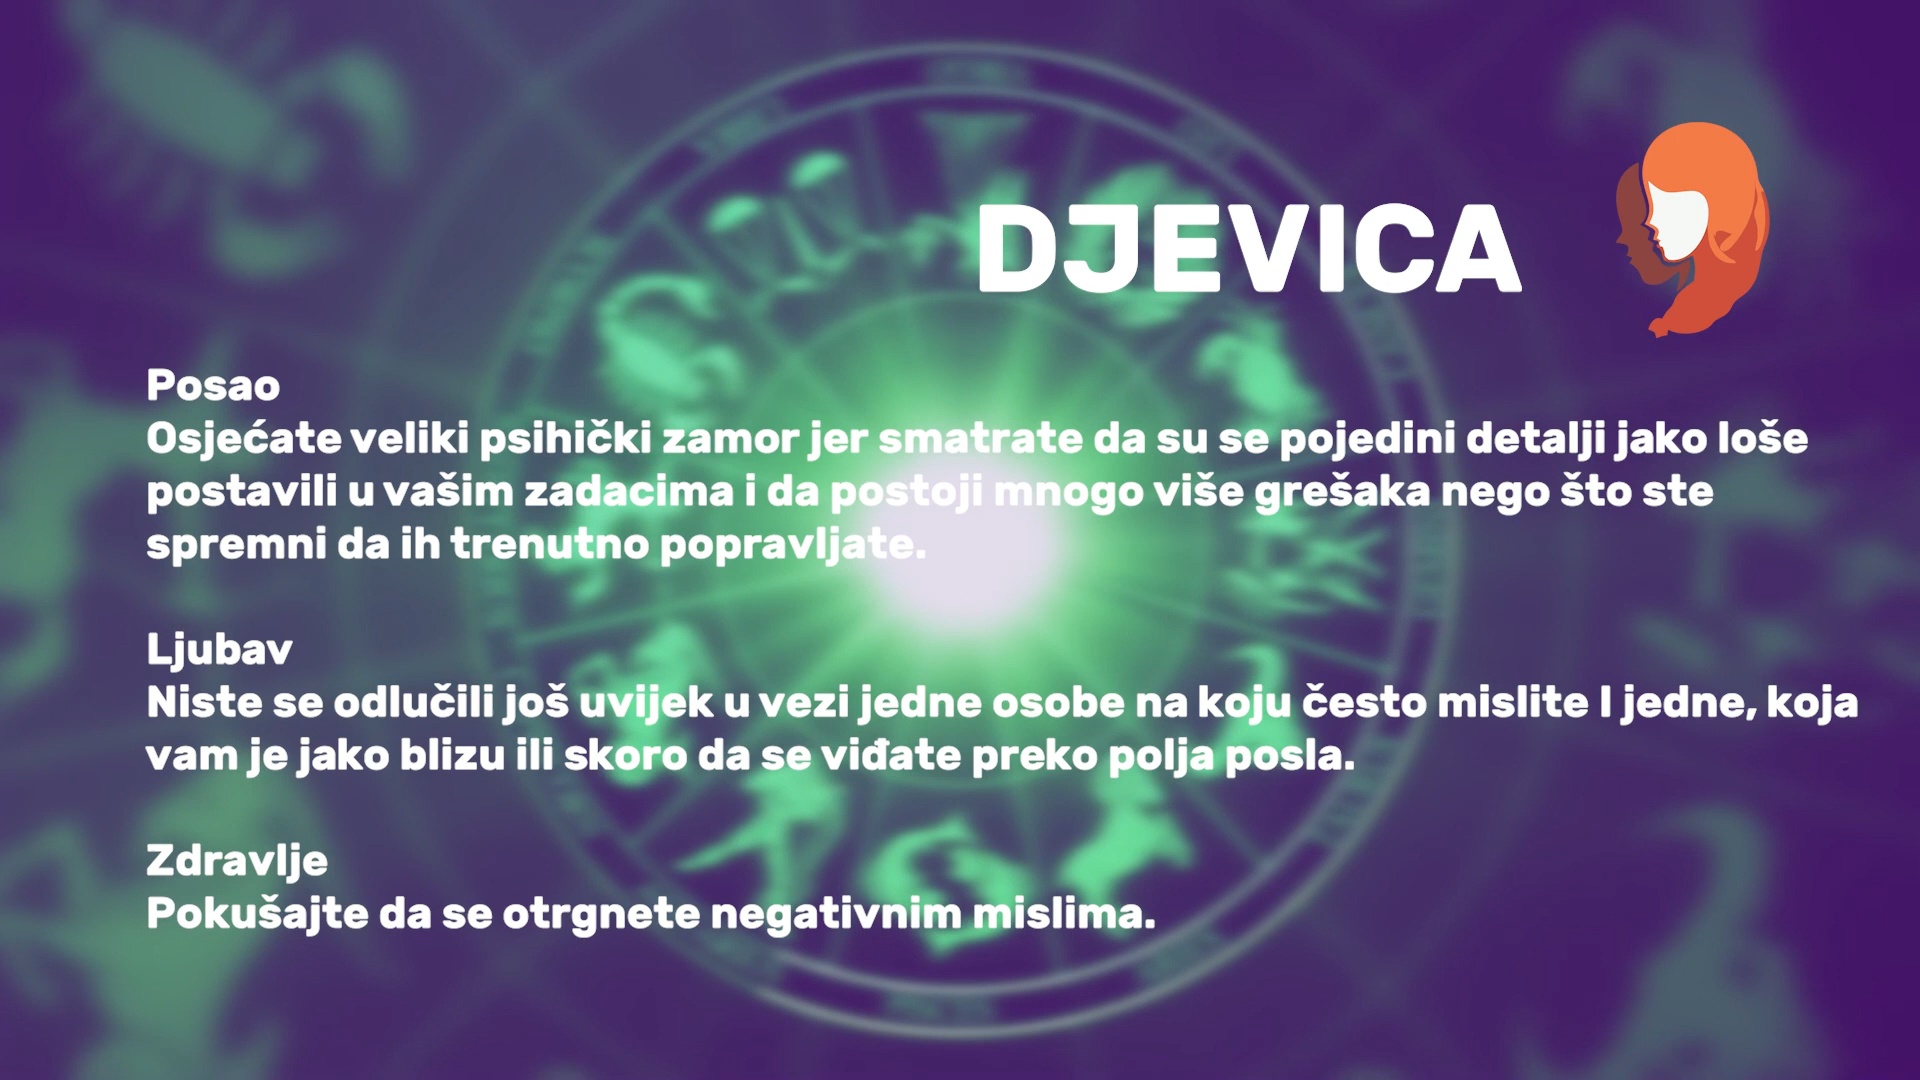 DJEVICA
Posao
Osjećate veliki psihički zamor jer smatrate da su se pojedini detalji jako loše
postavili u vašim zadacima i da postoji mnogo više grešaka nego što ste
spremni da ih trenutno popravljate.
Ljubav
Niste se odlučili još uvijek u vezi jedne osobe na koju često mislite I jedne, koja
vam je jako blizu ili skoro da se viđate preko polja posla.
Zdravlje
Pokušajte da se otrgnete negativnim mislima.